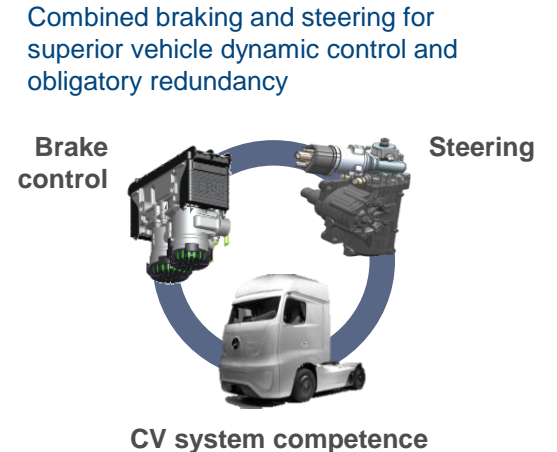 Combined braking and steering for
superior vehicle dynamic control and
obligatory redundancy
Brake
control
Steering
CV system competence